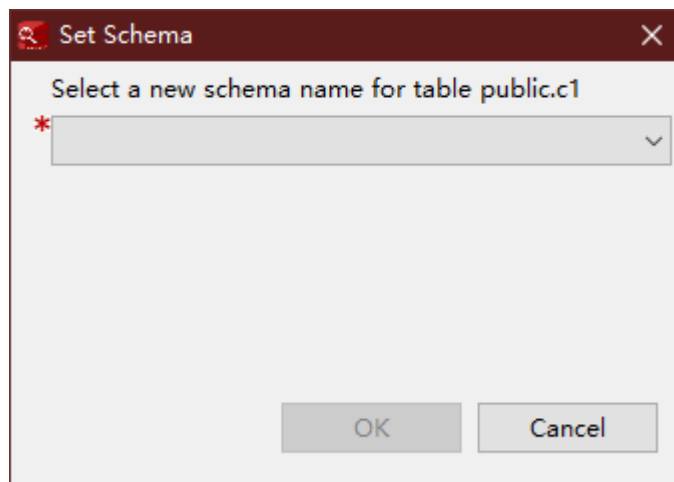 Set Schema
Select a new schema name for table public.c1
*
OK
Cancel